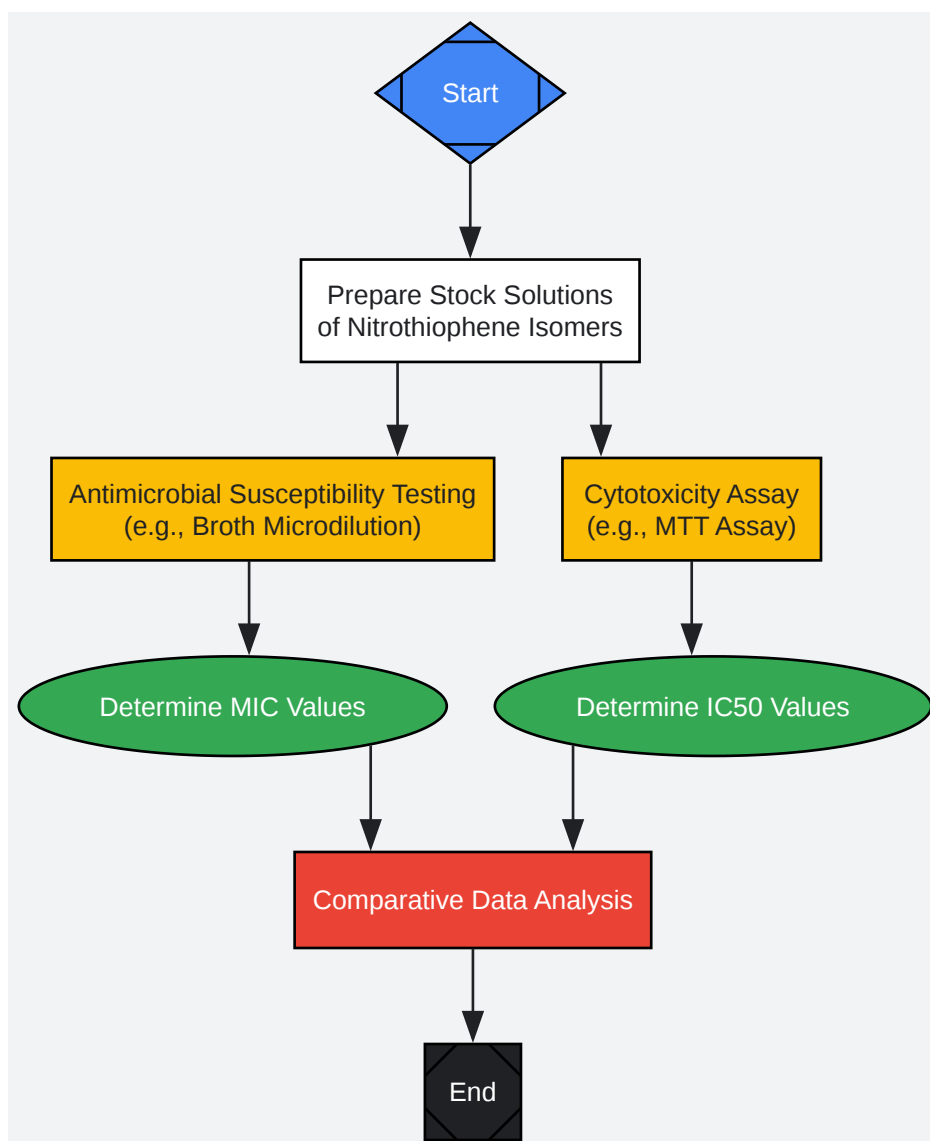 Start
Prepare Stock Solutions
of Nitrothiophene Isomers
Antimicrobial Susceptibility Testing
(e.g., Broth Microdilution)
Cytotoxicity Assay
(e.g., MTT Assay)
Determine MIC Values
Determine IC50 Values
Comparative Data Analysis
End